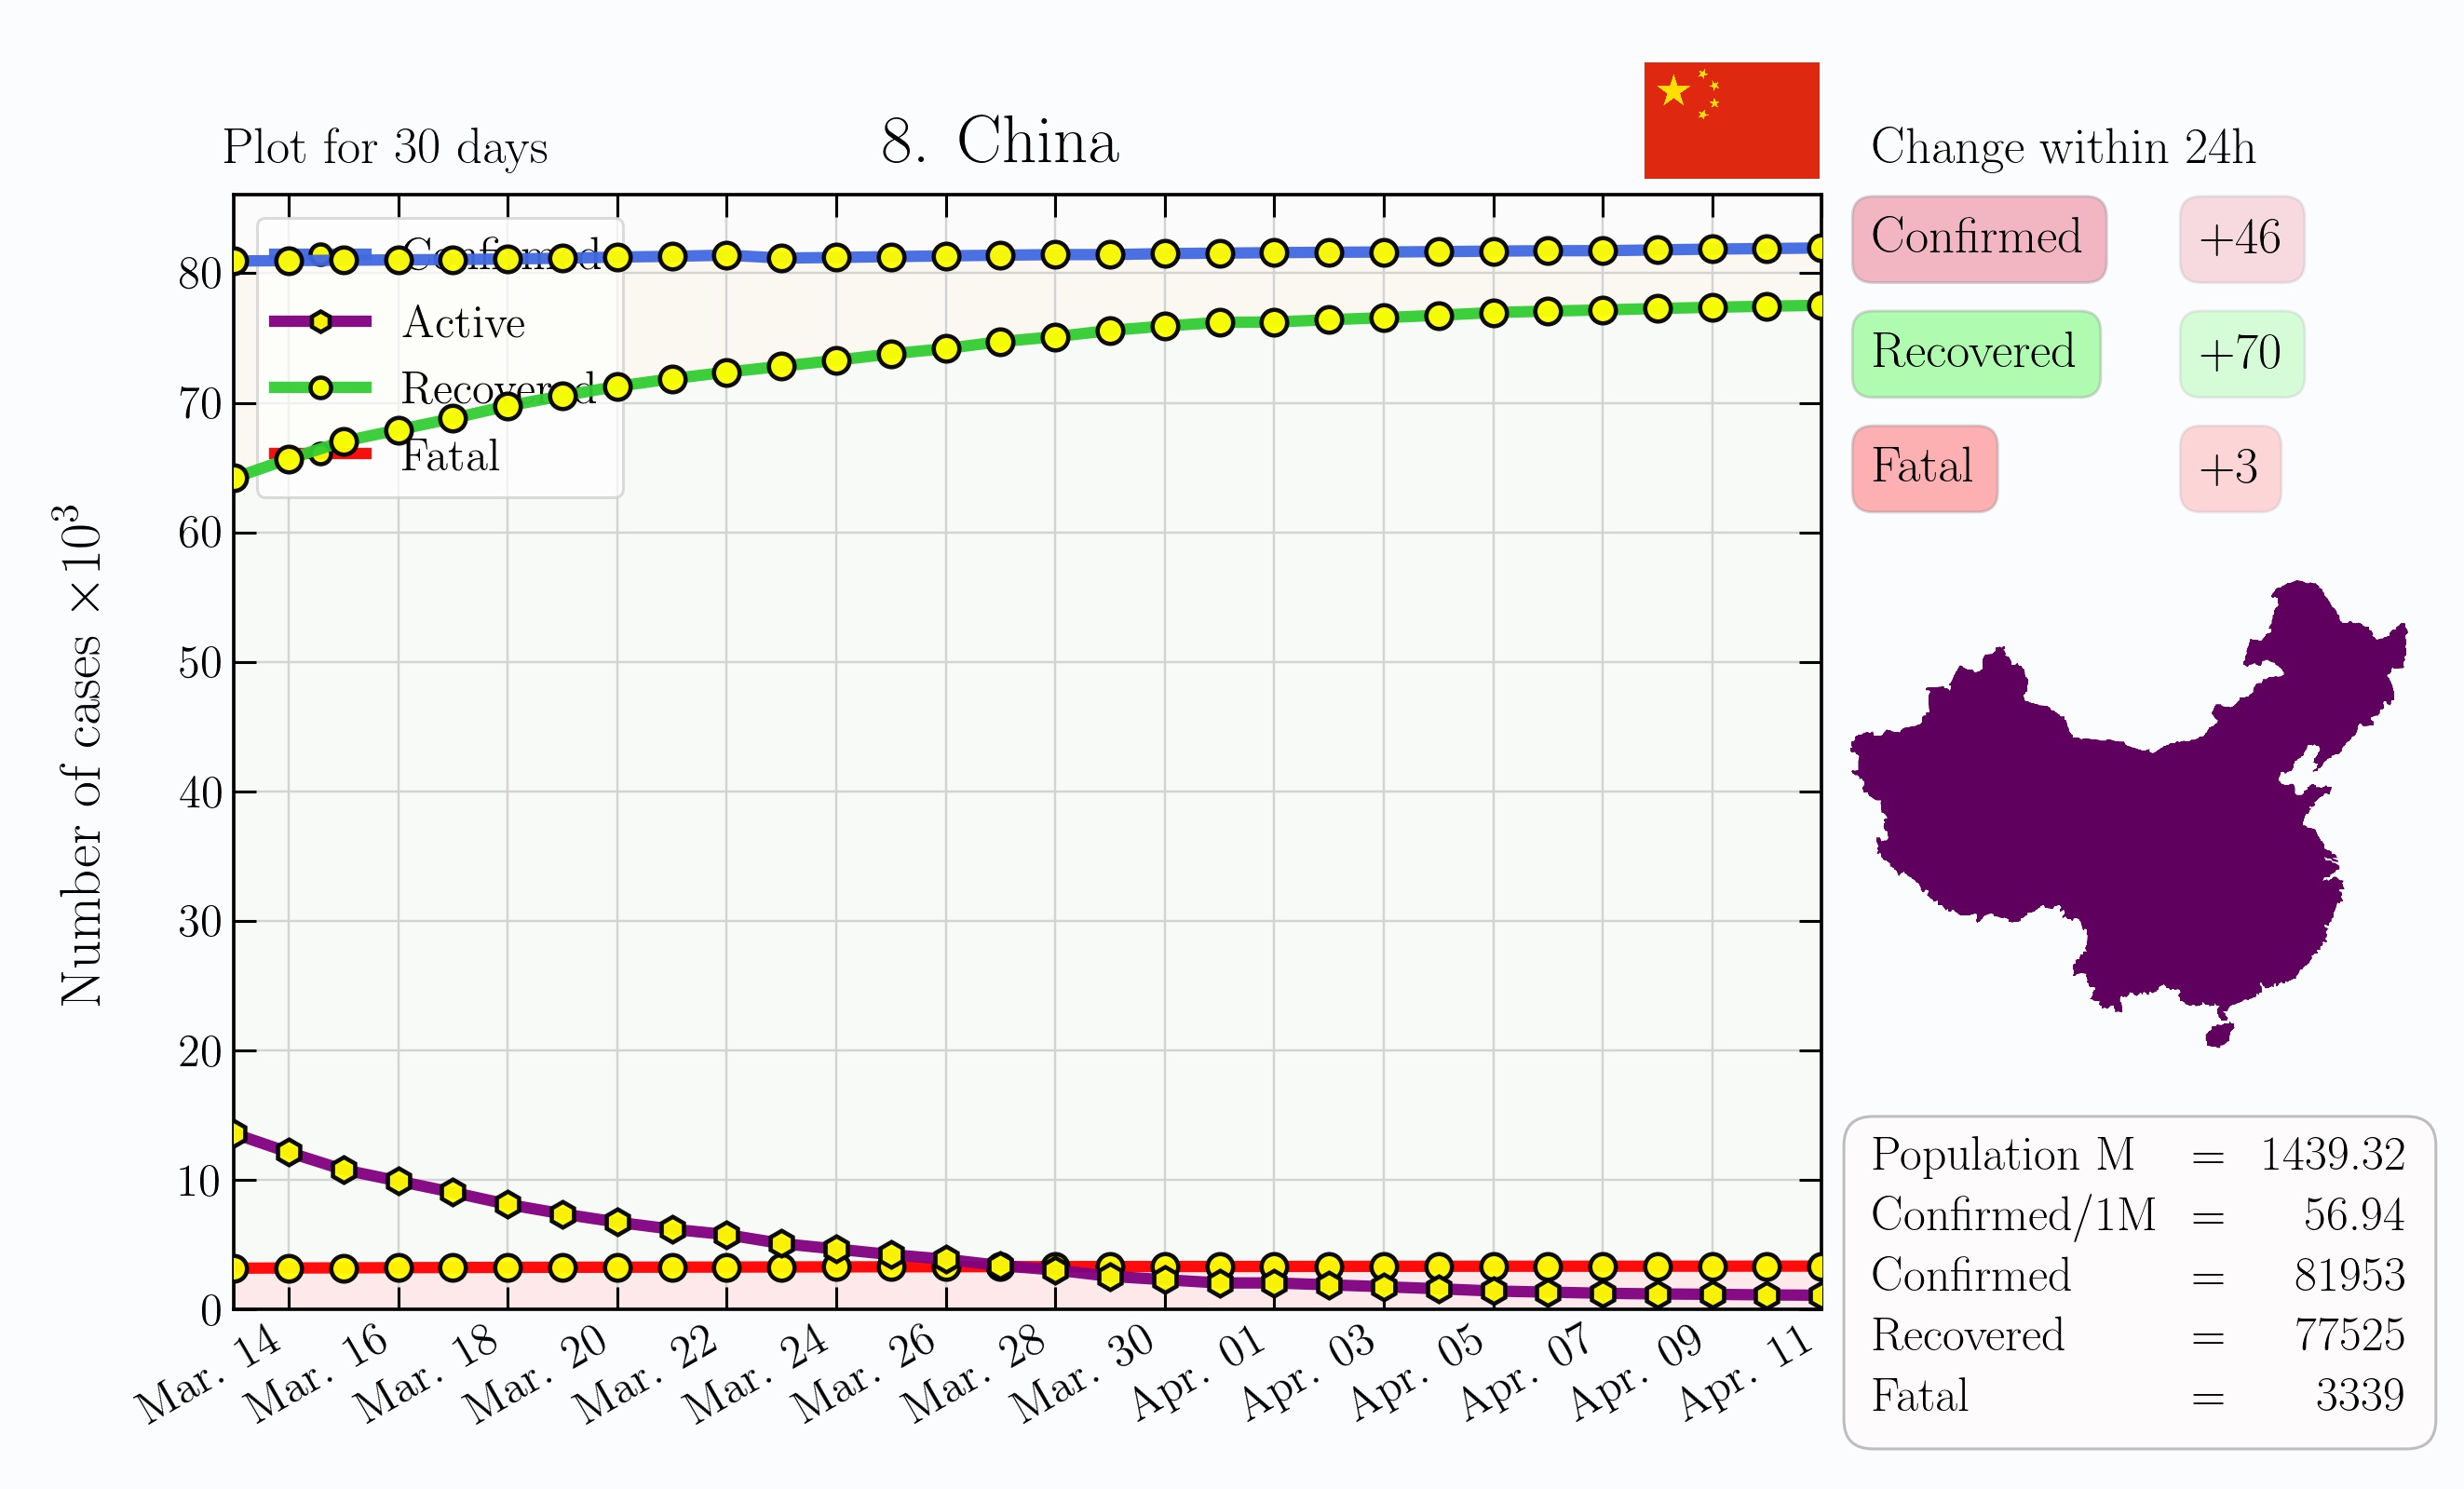 Plot for 30 days
8. China
Change within 24h
Confirmed +46
Recovered +70
Fatal +3
Confirmed
Active
Recovered
Fatal
Number of cases ×10³
80
70
60
50
40
30
20
10
0
Mar. 14
Mar. 16
Mar. 18
Mar. 20
Mar. 22
Mar. 24
Mar. 26
Mar. 28
Mar. 30
Apr. 01
Apr. 03
Apr. 05
Apr. 07
Apr. 09
Apr. 11
Population M = 1439.32
Confirmed/1M = 56.94
Confirmed = 81953
Recovered = 77525
Fatal = 3339